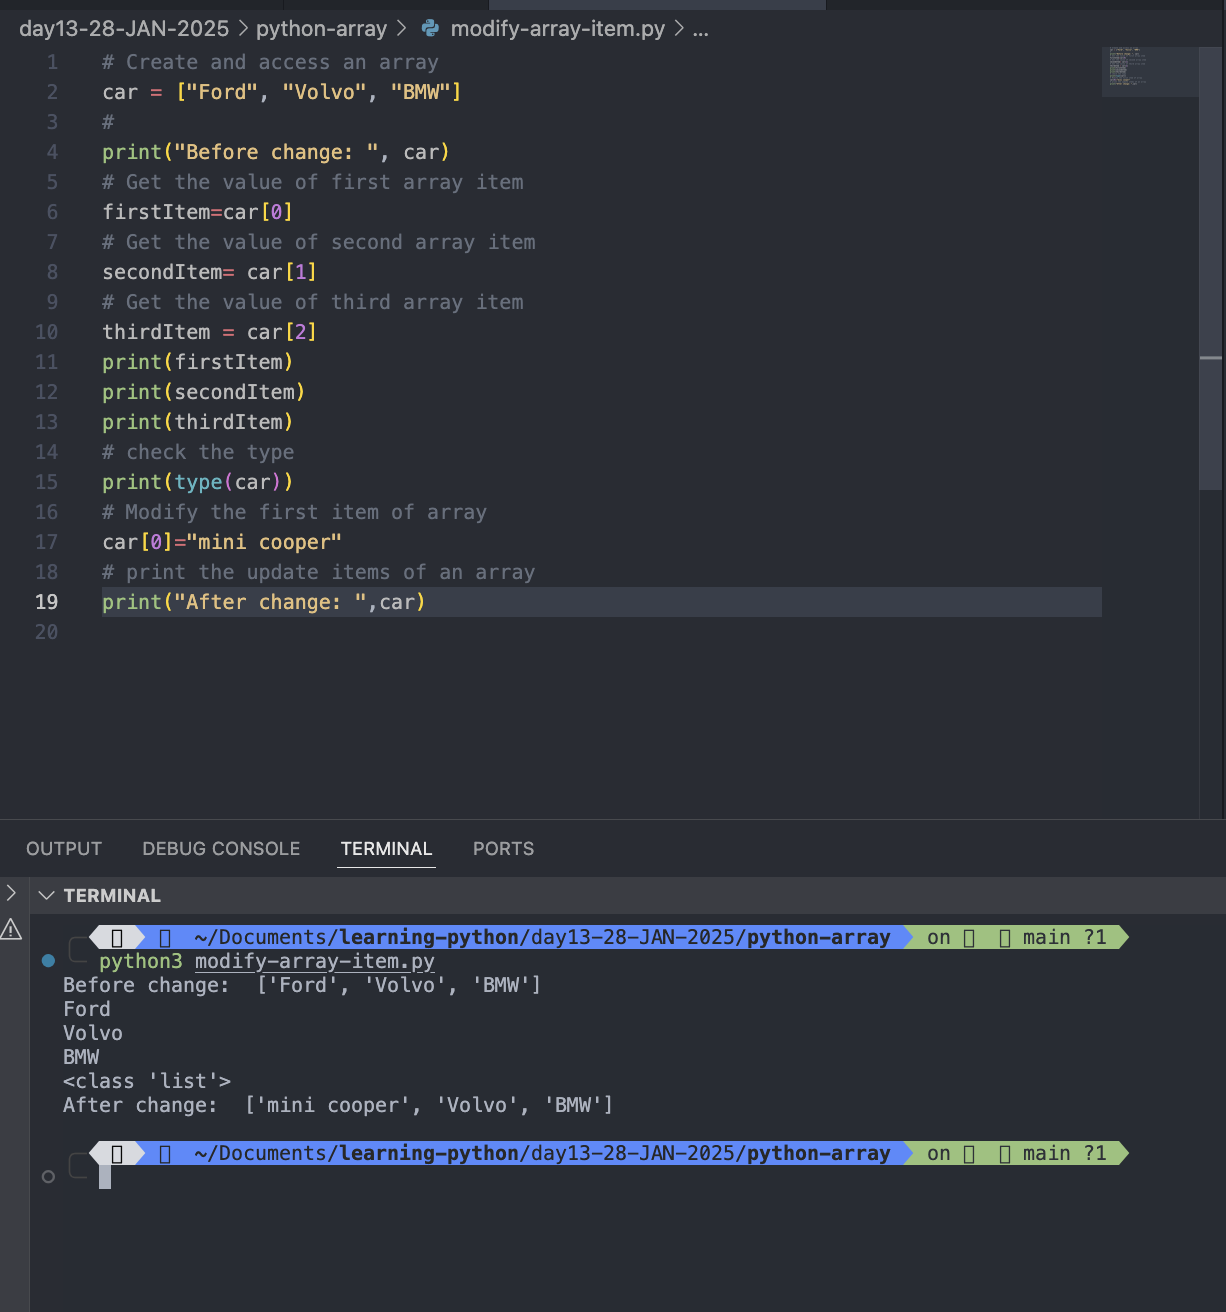 day13-28-JAN-2025 > python-array > modify-array-item.py > ...
1 # Create and access an array
2 car = ["Ford", "Volvo", "BMW"]
3 #
4 print("Before change: ", car)
5 # Get the value of first array item
6 firstItem=car[0]
7 # Get the value of second array item
8 secondItem= car[1]
9 # Get the value of third array item
10 thirdItem = car[2]
11 print(firstItem)
12 print(secondItem)
13 print(thirdItem)
14 # check the type
15 print(type(car))
16 # Modify the first item of array
17 car[0]="mini cooper"
18 # print the update items of an array
19 print("After change: ",car)
20
OUTPUT DEBUG CONSOLE TERMINAL PORTS
TERMINAL
~/Documents/learning-python/day13-28-JAN-2025/python-array on main ?1
python3 modify-array-item.py
Before change:  ['Ford', 'Volvo', 'BMW']
Ford
Volvo
BMW
<class 'list'>
After change:  ['mini cooper', 'Volvo', 'BMW']
~/Documents/learning-python/day13-28-JAN-2025/python-array on main ?1